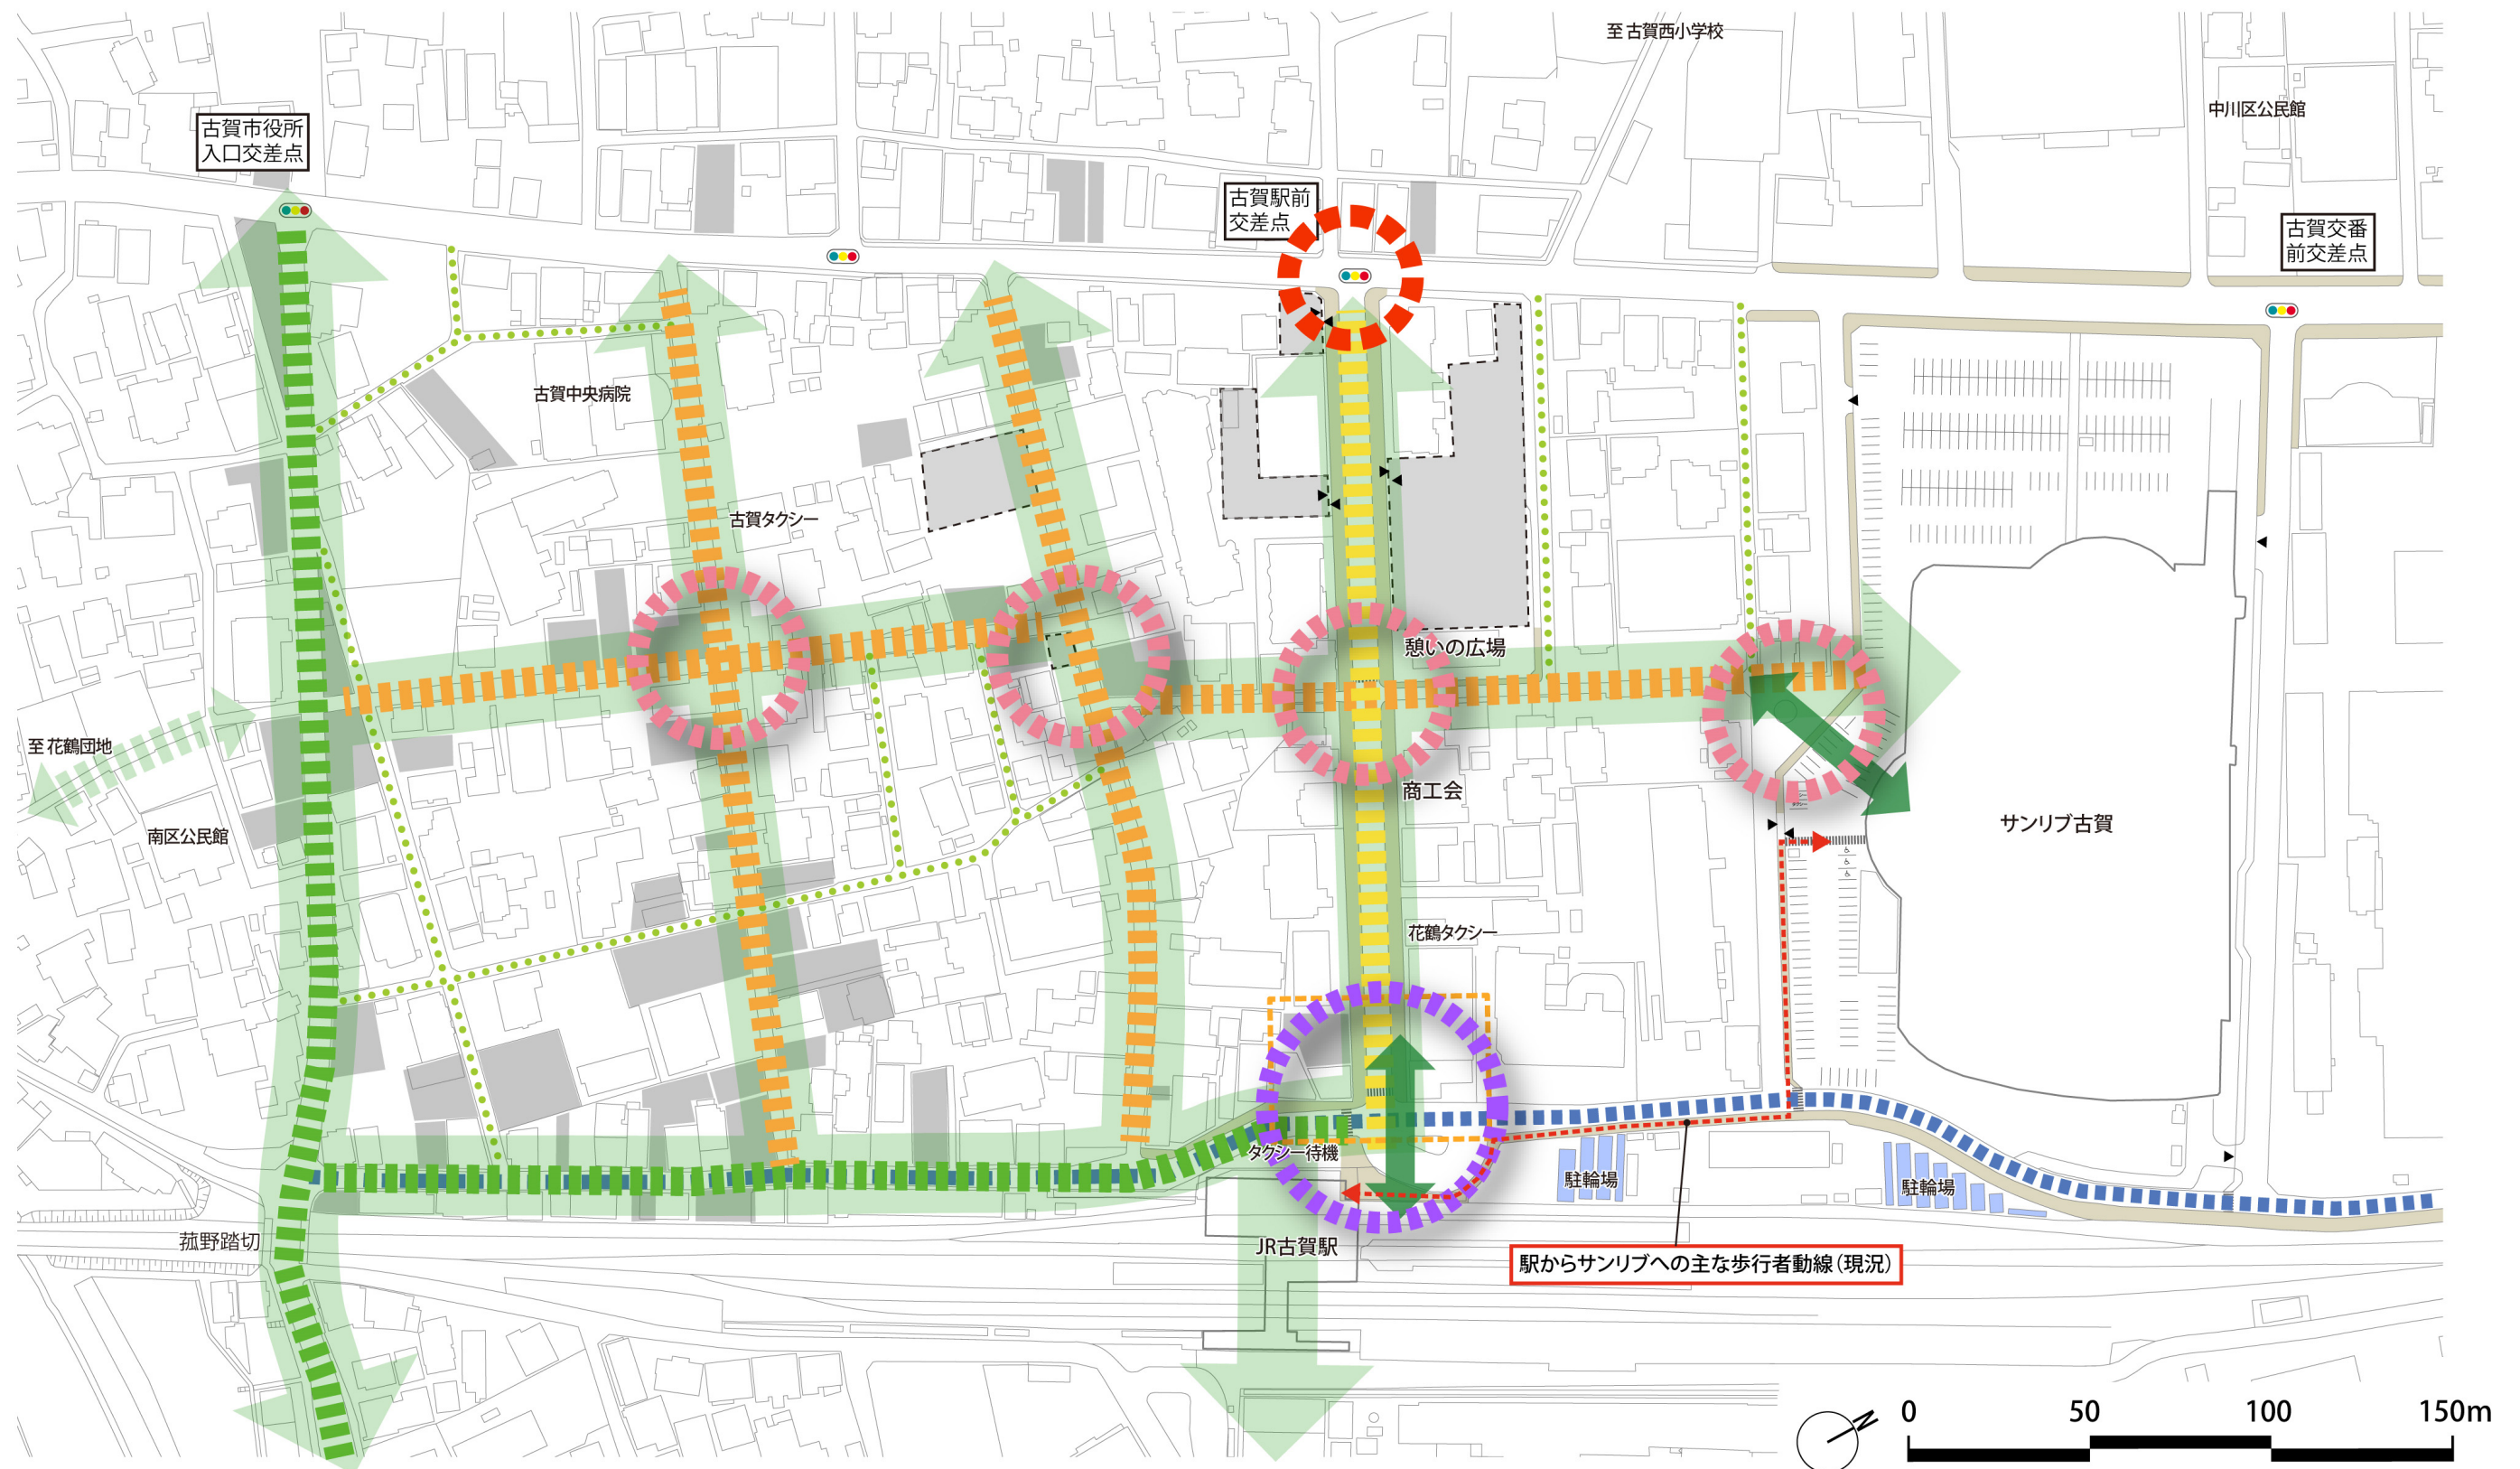 至 古賀西小学校
中川区公民館
古賀市役所
入口交差点
古賀駅前
交差点
古賀交番
前交差点
古賀中央病院
古賀タクシー
憩いの広場
至 花鶴団地
商工会
南区公民館
サンリブ古賀
花鶴タクシー
タクシー待機
駐輪場
駐輪場
菰野踏切
JR古賀駅
駅からサンリブへの主な歩行者動線（現況）
N
0 50 100 150m